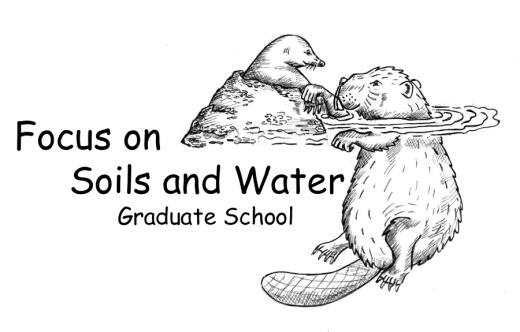 Focus on
Soils and Water
Graduate School